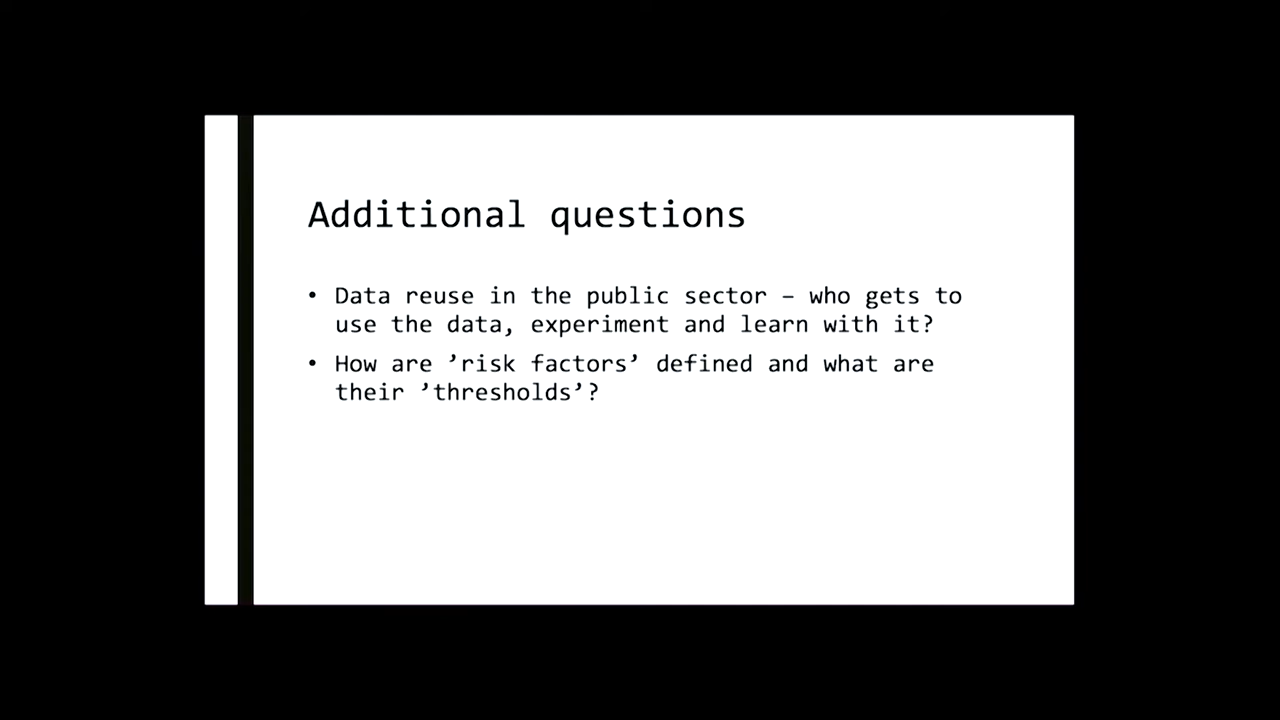 Additional questions
• Data reuse in the public sector – who gets to
use the data, experiment and learn with it?
• How are ’risk factors’ defined and what are
their ’thresholds’?